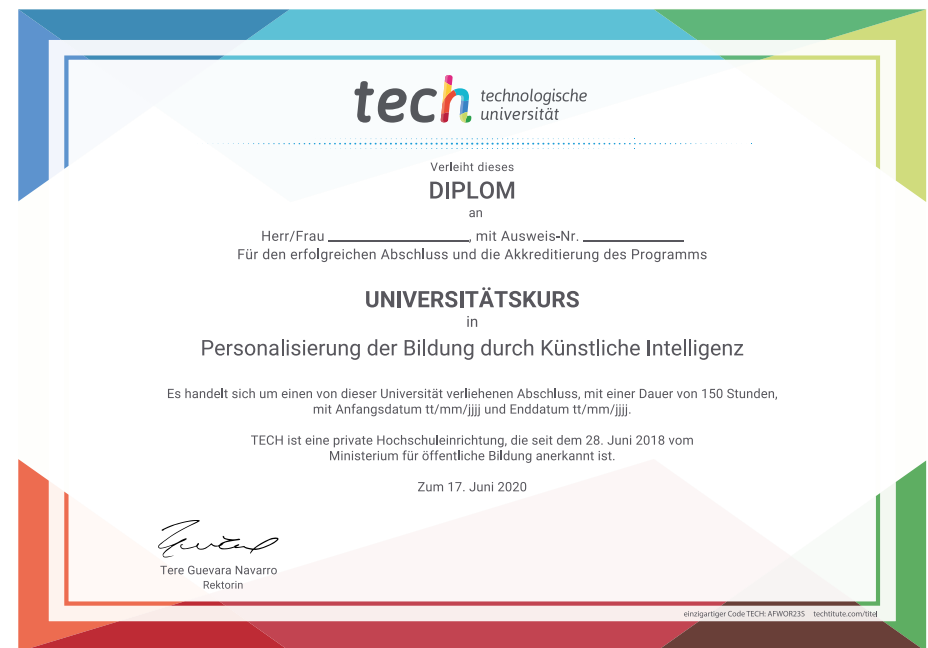 tech technologische
universität
Verleiht dieses
DIPLOM
an
Herr/Frau ____________________, mit Ausweis-Nr. ______________
Für den erfolgreichen Abschluss und die Akkreditierung des Programms
UNIVERSITÄTSKURS
in
Personalisierung der Bildung durch Künstliche Intelligenz
Es handelt sich um einen von dieser Universität verliehenen Abschluss, mit einer Dauer von 150 Stunden,
mit Anfangsdatum tt/mm/jjjj und Enddatum tt/mm/jjjj.
TECH ist eine private Hochschuleinrichtung, die seit dem 28. Juni 2018 vom
Ministerium für öffentliche Bildung anerkannt ist.
Zum 17. Juni 2020
Tere Guevara Navarro
Rektorin
einzigartiger Code TECH: AFWOR23S techtitute.com/titel